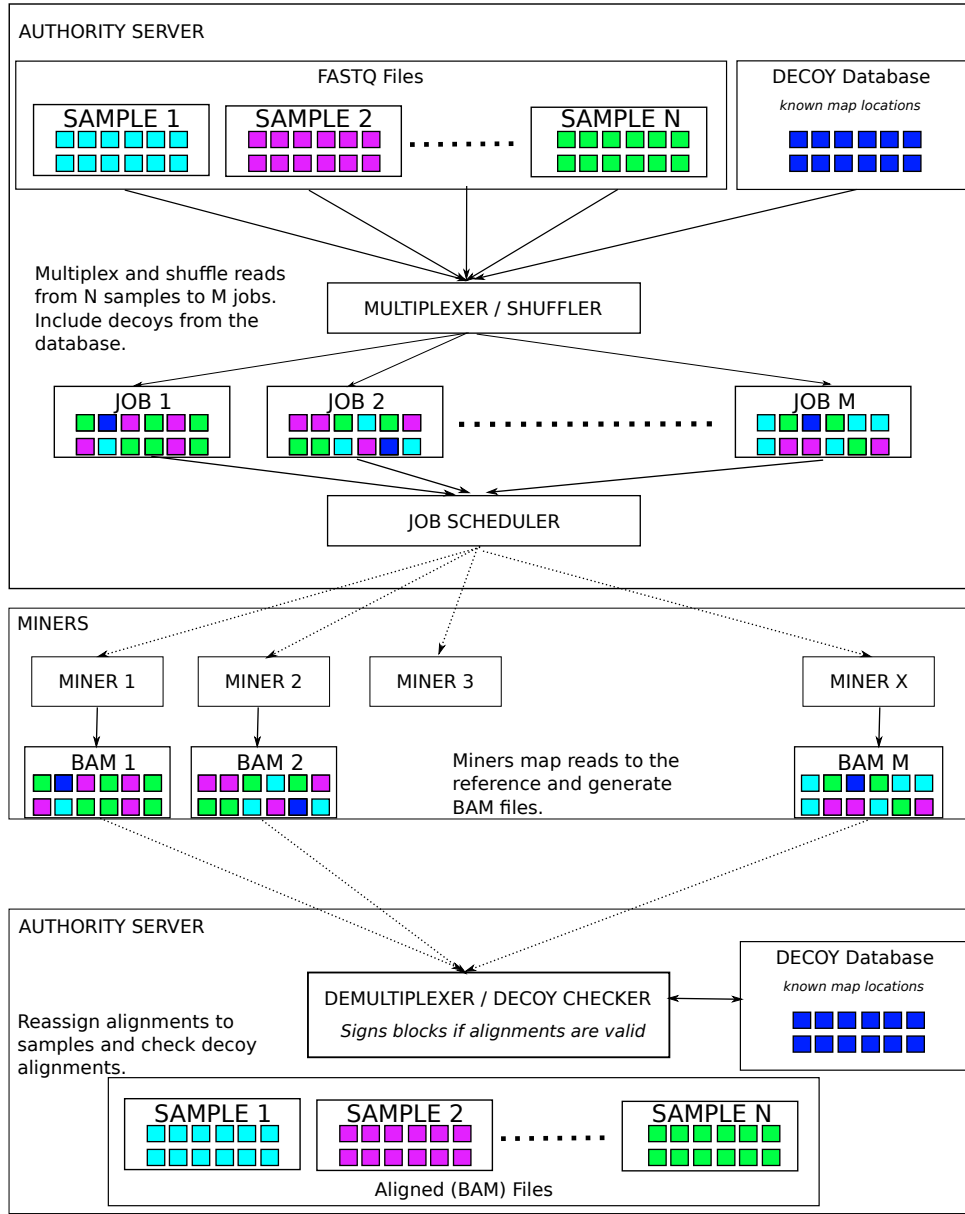 AUTHORITY SERVER
FASTQ Files
DECOY Database
known map locations
SAMPLE 1
SAMPLE 2
SAMPLE N
Multiplex and shuffle reads
from N samples to M jobs.
Include decoys from the
database.
MULTIPLEXER / SHUFFLER
JOB 1
JOB 2
JOB M
JOB SCHEDULER
MINERS
MINER 1
MINER 2
MINER 3
MINER X
BAM 1
BAM 2
Miners map reads to the
reference and generate
BAM files.
BAM M
AUTHORITY SERVER
DECOY Database
known map locations
DEMULTIPLEXER / DECOY CHECKER
Signs blocks if alignments are valid
Reassign alignments to
samples and check decoy
alignments.
SAMPLE 1
SAMPLE 2
SAMPLE N
Aligned (BAM) Files